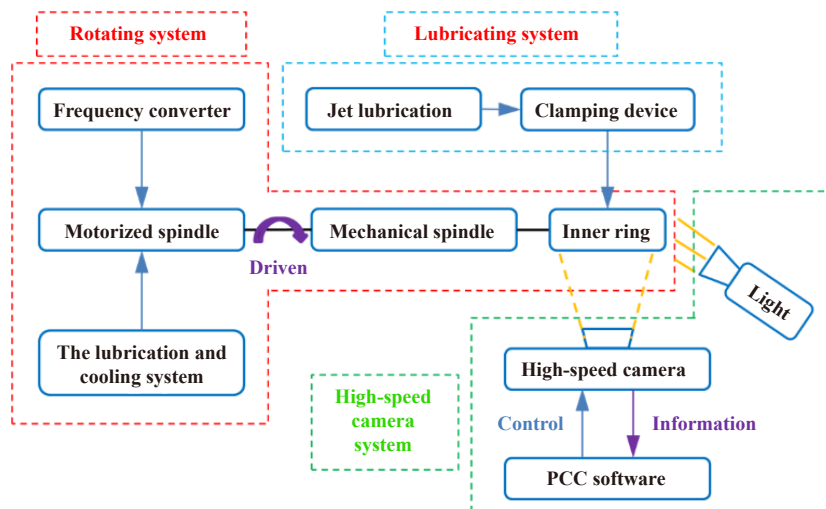 Rotating system
Lubricating system
Frequency converter
Jet lubrication
Clamping device
Motorized spindle
Driven
Mechanical spindle
Inner ring
Light
The lubrication and
cooling system
High-speed
camera
system
High-speed camera
Control
Information
PCC software